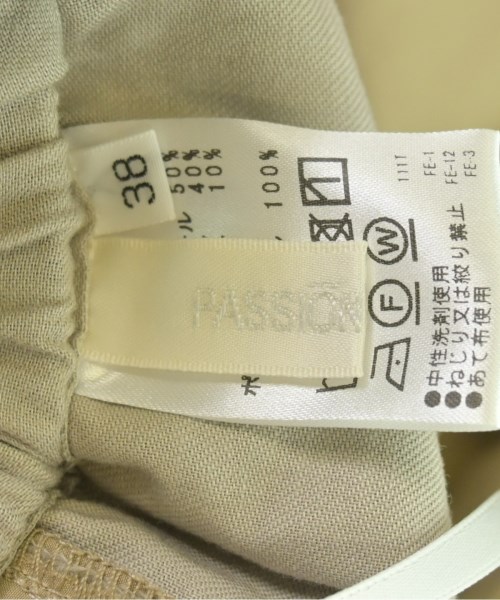 38
50%
40%
10%
100%
PASSION
W
F
●中性洗剤使用
●ねじり又は絞り禁止
●あて布使用
111T
FE-1
FE-12
FE-3